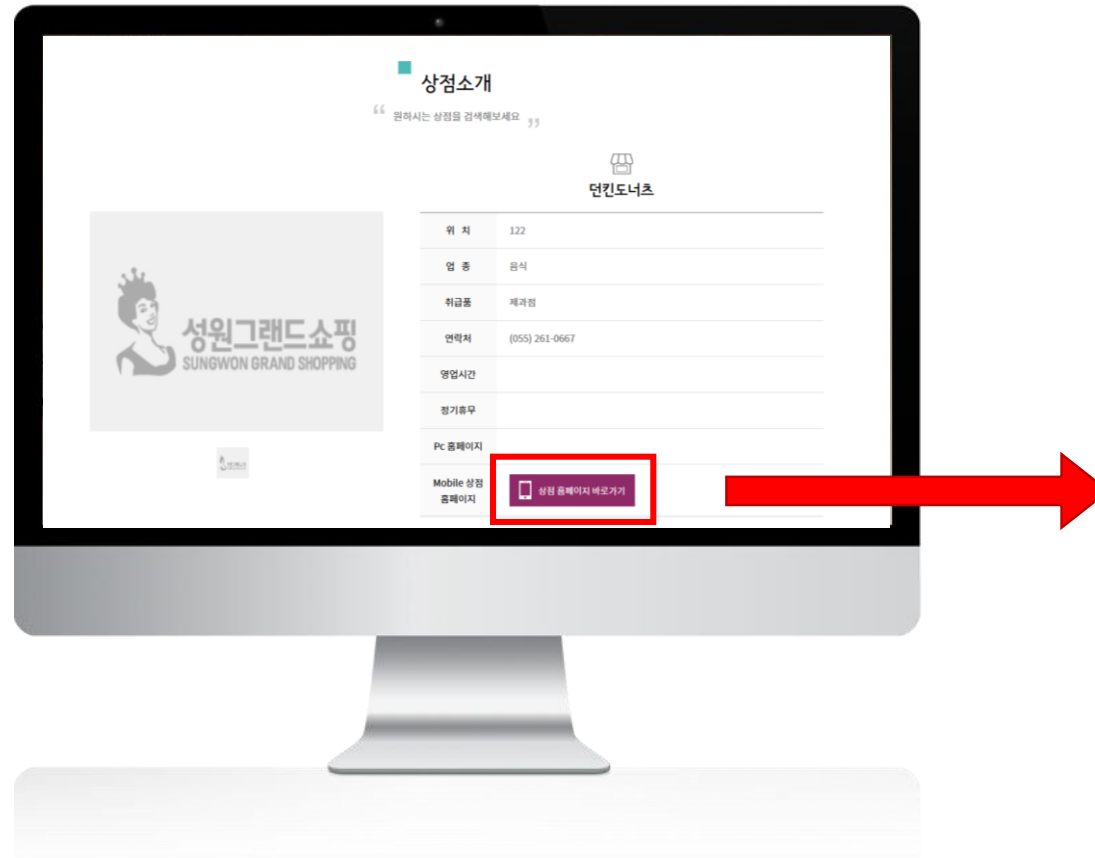 상점소개
“ 원하시는 상점을 검색해보세요 ”
던킨도너츠
성원그랜드쇼핑
SUNGWON GRAND SHOPPING
위 치 122
업 종 음식
취급품 제과점
연락처 (055) 261-0667
영업시간
정기휴무
Pc 홈페이지
Mobile 상점
홈페이지
상점 홈페이지 바로가기